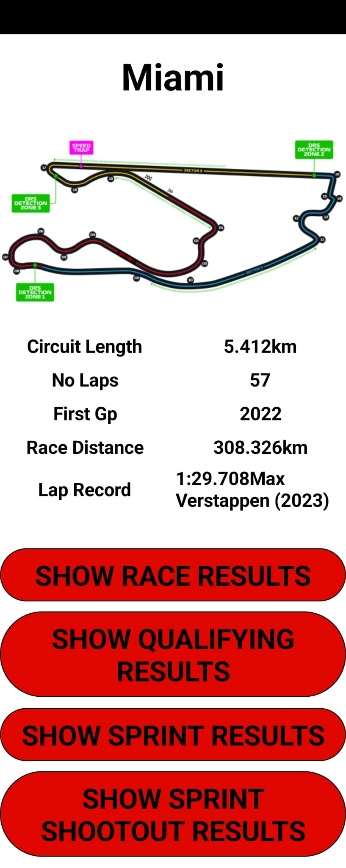 Miami
SPEED
TRAP
DRS
DETECTION
ZONE 2
SECTOR 3
DRS
DETECTION
ZONE 3
DRS
DETECTION
ZONE 1
Circuit Length 5.412km
No Laps 57
First Gp 2022
Race Distance 308.326km
Lap Record 1:29.708Max
Verstappen (2023)
SHOW RACE RESULTS
SHOW QUALIFYING
RESULTS
SHOW SPRINT RESULTS
SHOW SPRINT
SHOOTOUT RESULTS